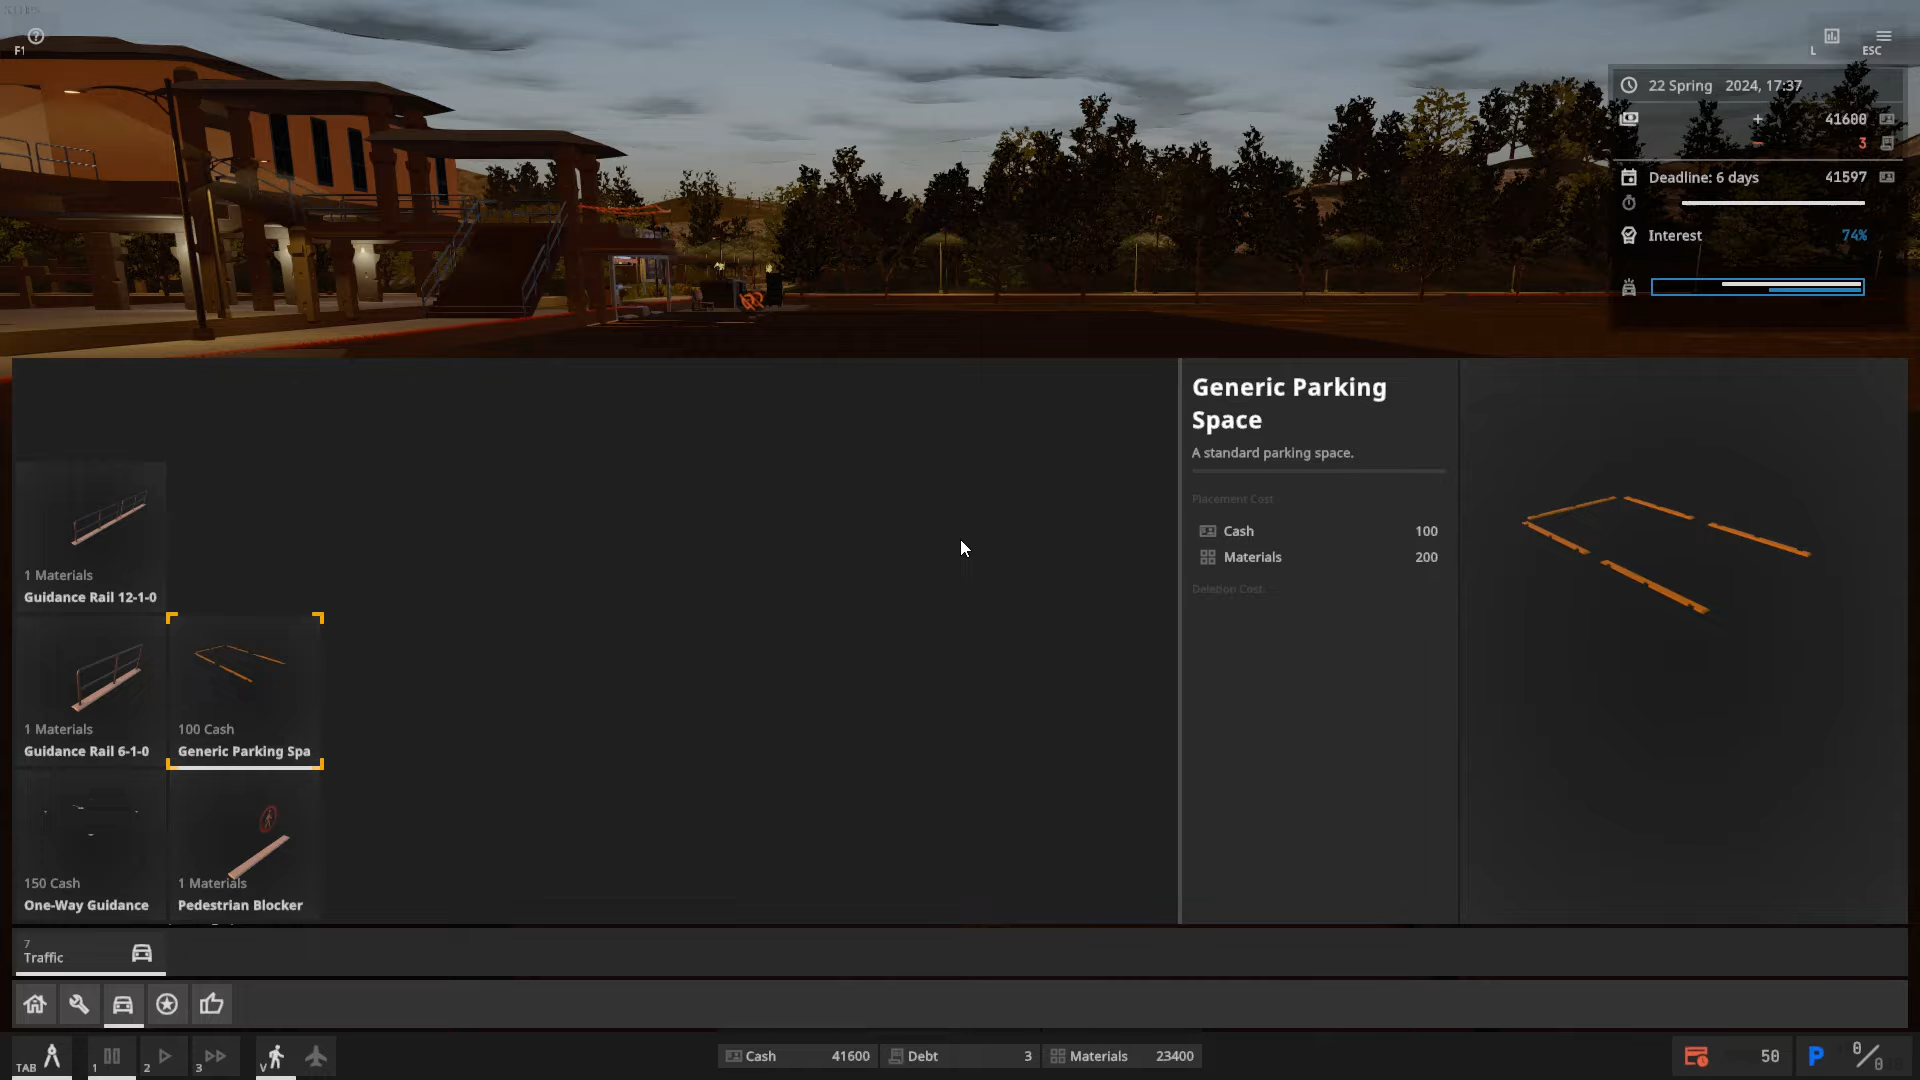 F1
L
ESC
22 Spring 2024, 17:37
+ 41600
− 3
Deadline: 6 days 41597
Interest 74%
Generic Parking
Space
A standard parking space.
Placement Cost
Cash 100
Materials 200
Deletion Cost
1 Materials
Guidance Rail 12-1-0
1 Materials
Guidance Rail 6-1-0
100 Cash
Generic Parking Spa
150 Cash
One-Way Guidance
1 Materials
Pedestrian Blocker
7
Traffic
TAB
1
2
3
V
Cash 41600
Debt 3
Materials 23400
50
P
0/0